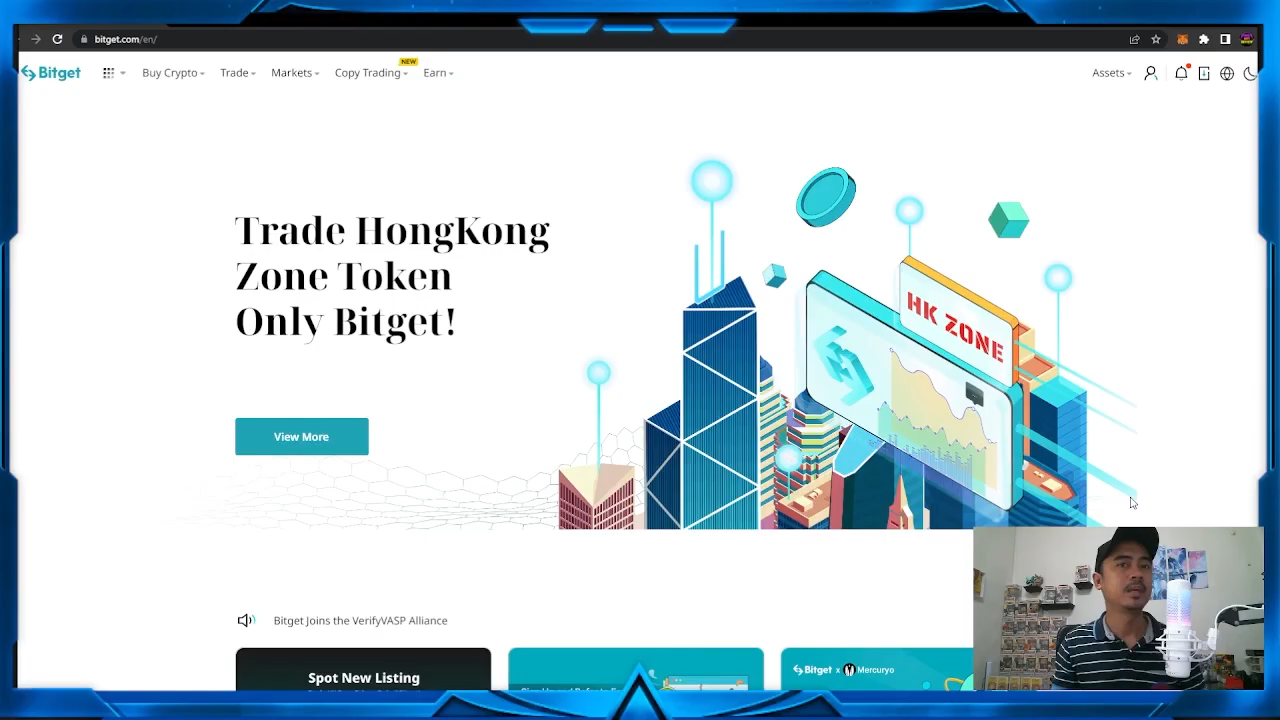 bitget.com/en/
Bitget
Buy Crypto
Trade
Markets
Copy Trading
NEW
Earn
Assets
Trade HongKong
Zone Token
Only Bitget!
HK ZONE
View More
Bitget Joins the VerifyVASP Alliance
Spot New Listing
Bitget x Mercuryo